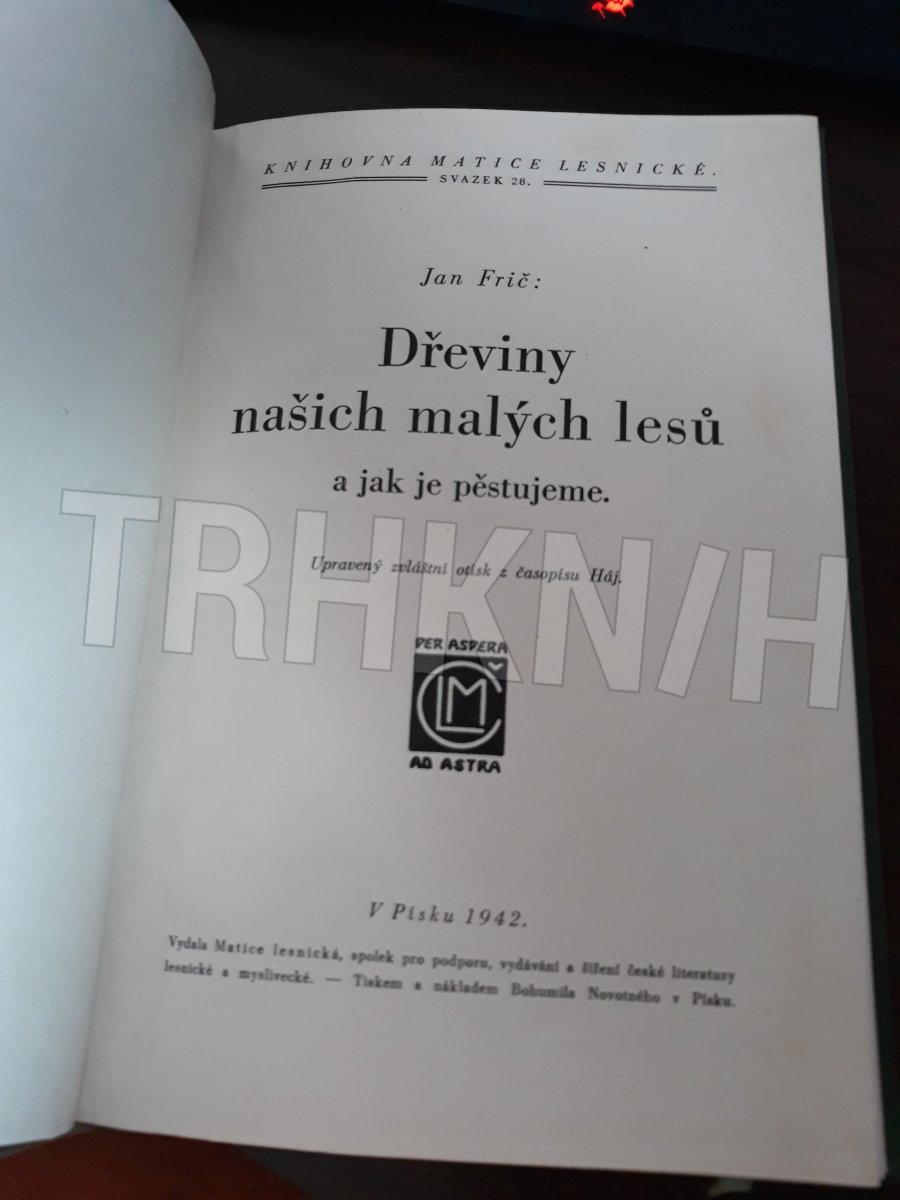 KNIHOVNA MATICE LESNICKÉ.
SVAZEK 28.
Jan Frič:
Dřeviny
našich malých lesů
a jak je pěstujeme.
Upravený zvláštní otisk z časopisu Háj.
TRHKN/H
PER ASPERA
ČLM
AD ASTRA
V Písku 1942.
Vydala Matice lesnická, spolek pro podporu, vydávání a šíření české literatury
lesnické a myslivecké. — Tiskem a nákladem Bohumila Novotného v Písku.